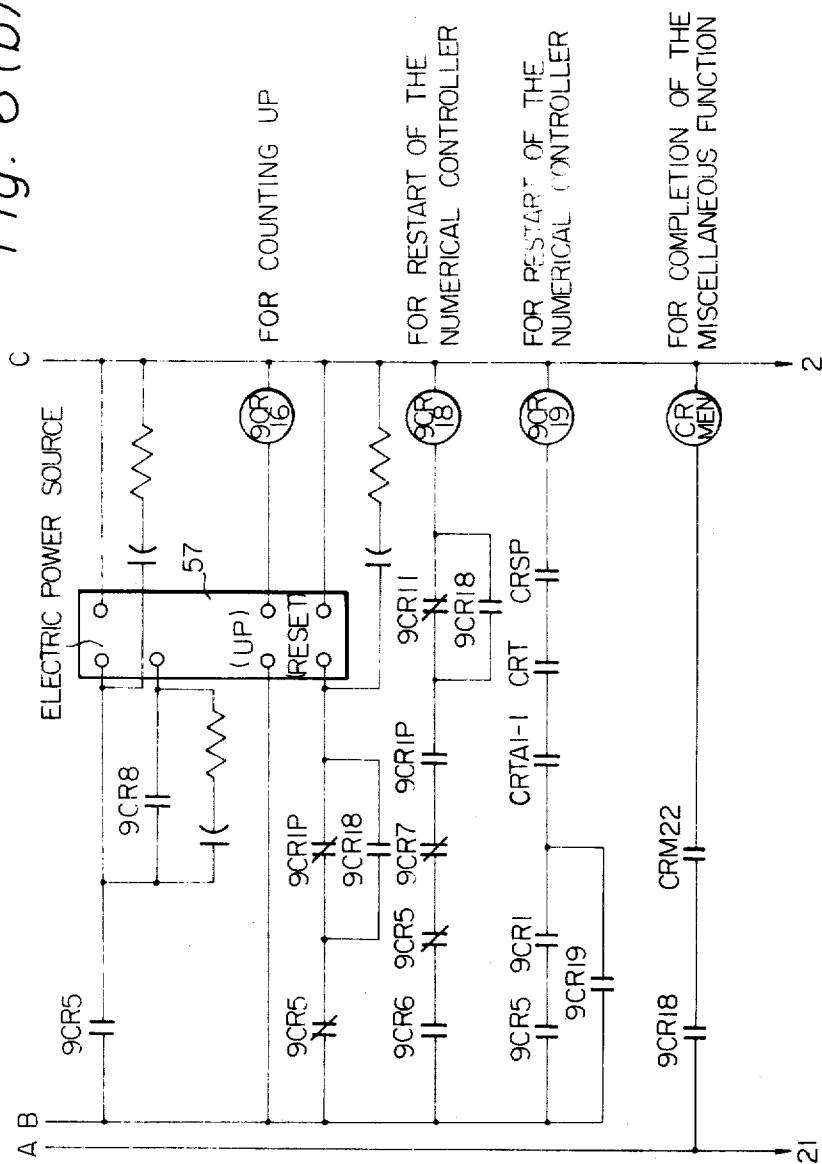 Fig. 8(b)
A
B
C
ELECTRIC POWER SOURCE
9CR5
9CR8
57
(UP)
9CR16
FOR COUNTING UP
9CR5
9CR1P
9CR18
(RESET)
9CR6
9CR5
9CR7
9CR1P
9CR11
9CR18
9CR18
FOR RESTART OF THE
NUMERICAL CONTROLLER
9CR5
9CR1
9CR19
CRTA1-1
CRT
CRSP
9CR19
FOR RESTART OF THE
NUMERICAL CONTROLLER
9CR18
CRM22
CR
MEN
FOR COMPLETION OF THE
MISCELLANEOUS FUNCTION
21
2